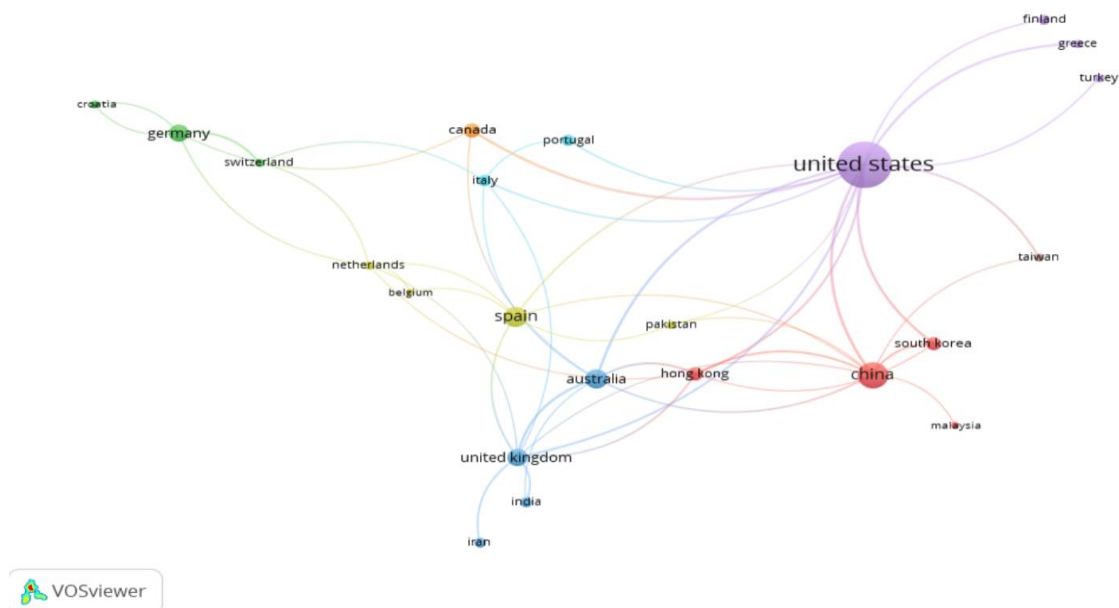 finland
greece
turkey
croatia
germany
canada
portugal
switzerland
united states
italy
taiwan
netherlands
belgium
spain
pakistan
south korea
hong kong
china
australia
malaysia
united kingdom
india
iran
VOSviewer